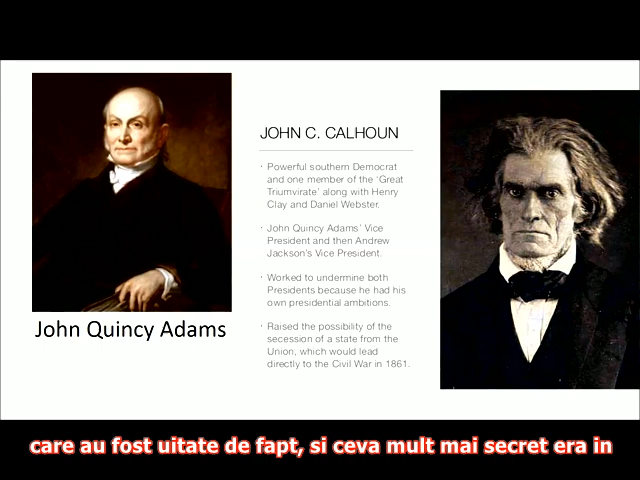 JOHN C. CALHOUN
· Powerful southern Democrat
and one member of the 'Great
Triumvirate' along with Henry
Clay and Daniel Webster.
· John Quincy Adams' Vice
President and then Andrew
Jackson's Vice President.
· Worked to undermine both
Presidents because he had his
own presidential ambitions.
· Raised the possibility of the
secession of a state from the
Union, which would lead
directly to the Civil War in 1861.
John Quincy Adams
care au fost uitate de fapt, si ceva mult mai secret era in